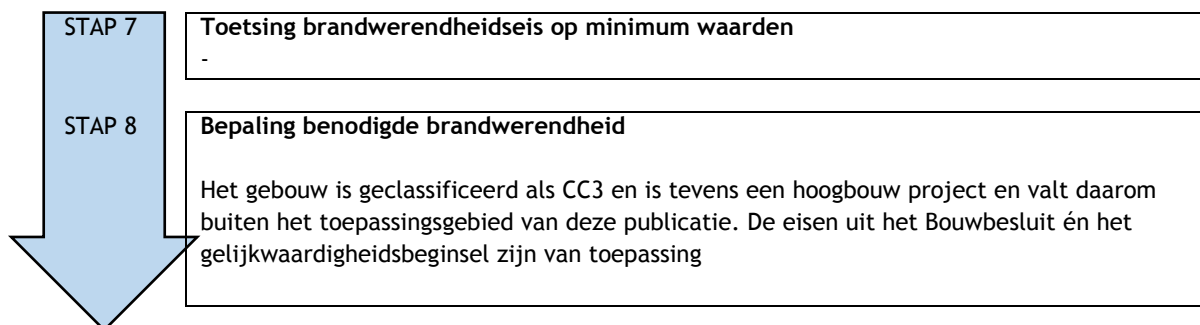 STAP 7
Toetsing brandwerendheidseis op minimum waarden
-
STAP 8
Bepaling benodigde brandwerendheid
Het gebouw is geclassificeerd als CC3 en is tevens een hoogbouw project en valt daarom
buiten het toepassingsgebied van deze publicatie. De eisen uit het Bouwbesluit én het
gelijkwaardigheidsbeginsel zijn van toepassing